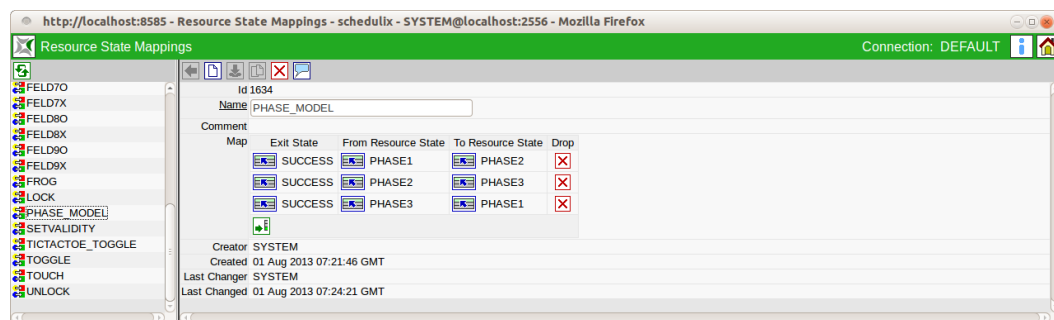 http://localhost:8585 - Resource State Mappings - schedulix - SYSTEM@localhost:2556 - Mozilla Firefox
Resource State Mappings
Connection: DEFAULT
FELD7O
FELD7X
FELD8O
FELD8X
FELD9O
FELD9X
FROG
LOCK
PHASE_MODEL
SETVALIDITY
TICTACTOE_TOGGLE
TOGGLE
TOUCH
UNLOCK
Id 1634
Name PHASE_MODEL
Comment
Map Exit State From Resource State To Resource State Drop
SUCCESS PHASE1 PHASE2
SUCCESS PHASE2 PHASE3
SUCCESS PHASE3 PHASE1
Creator SYSTEM
Created 01 Aug 2013 07:21:46 GMT
Last Changer SYSTEM
Last Changed 01 Aug 2013 07:24:21 GMT